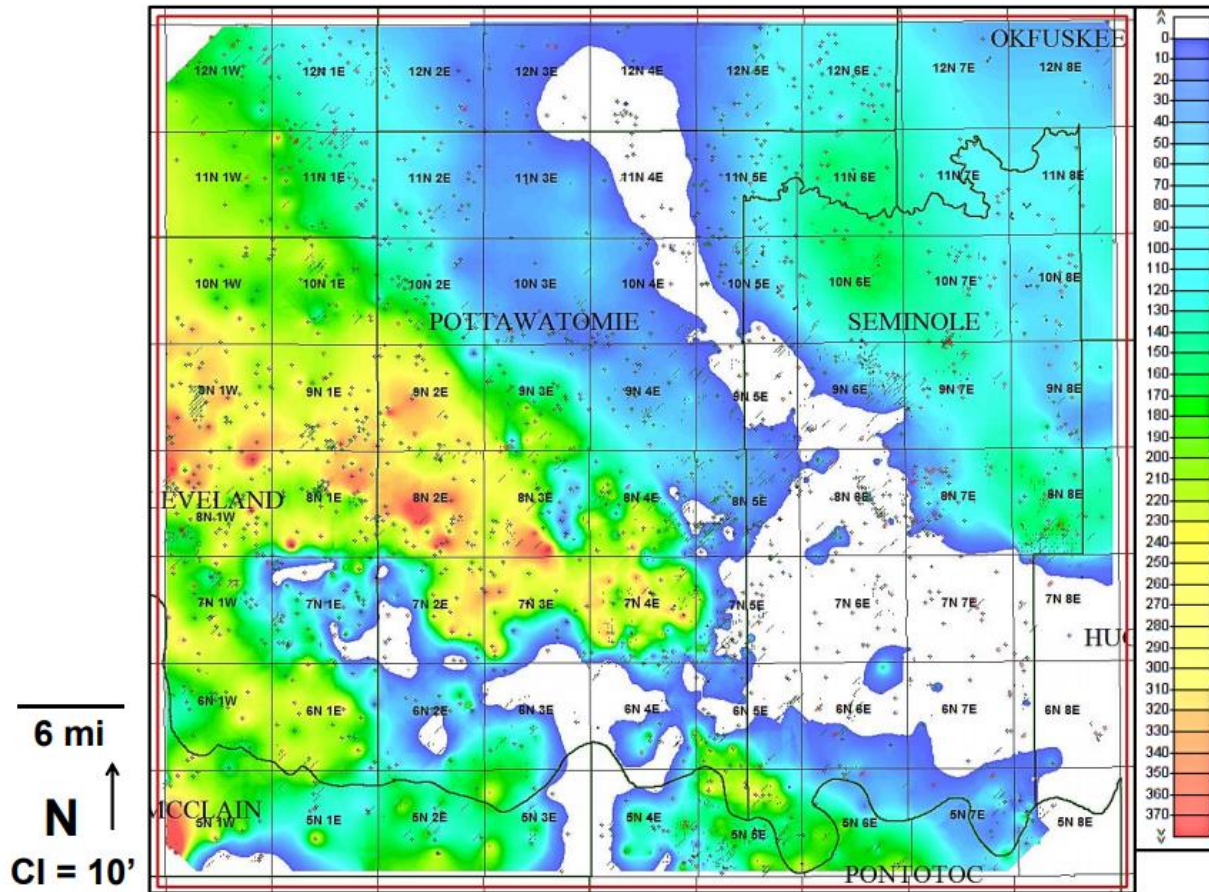 OKFUSKEE
12N 1W 12N 1E 12N 2E 12N 3E 12N 4E 12N 5E 12N 6E 12N 7E 12N 8E
11N 1W 11N 1E 11N 2E 11N 3E 11N 4E 11N 5E 11N 6E 11N 7E 11N 8E
10N 1W 10N 1E 10N 2E 10N 3E 10N 4E 10N 5E 10N 6E 10N 7E 10N 8E
POTTAWATOMIE SEMINOLE
9N 1W 9N 1E 9N 2E 9N 3E 9N 4E 9N 5E 9N 6E 9N 7E 9N 8E
8N 1E 8N 2E 8N 3E 8N 4E 8N 5E 8N 6E 8N 7E 8N 8E
EVELAND
8N 1W
7N 1W 7N 1E 7N 2E 7N 3E 7N 4E 7N 5E 7N 6E 7N 7E 7N 8E
HUG
6N 1W 6N 1E 6N 2E 6N 3E 6N 4E 6N 5E 6N 6E 6N 7E 6N 8E
MCCLAIN
5N 1W 5N 1E 5N 2E 5N 3E 5N 4E 5N 5E 5N 6E 5N 7E 5N 8E
PONTOTOC
6 mi
N
CI = 10'
0
10
20
30
40
50
60
70
80
90
100
110
120
130
140
150
160
170
180
190
200
210
220
230
240
250
260
270
280
290
300
310
320
330
340
350
360
370